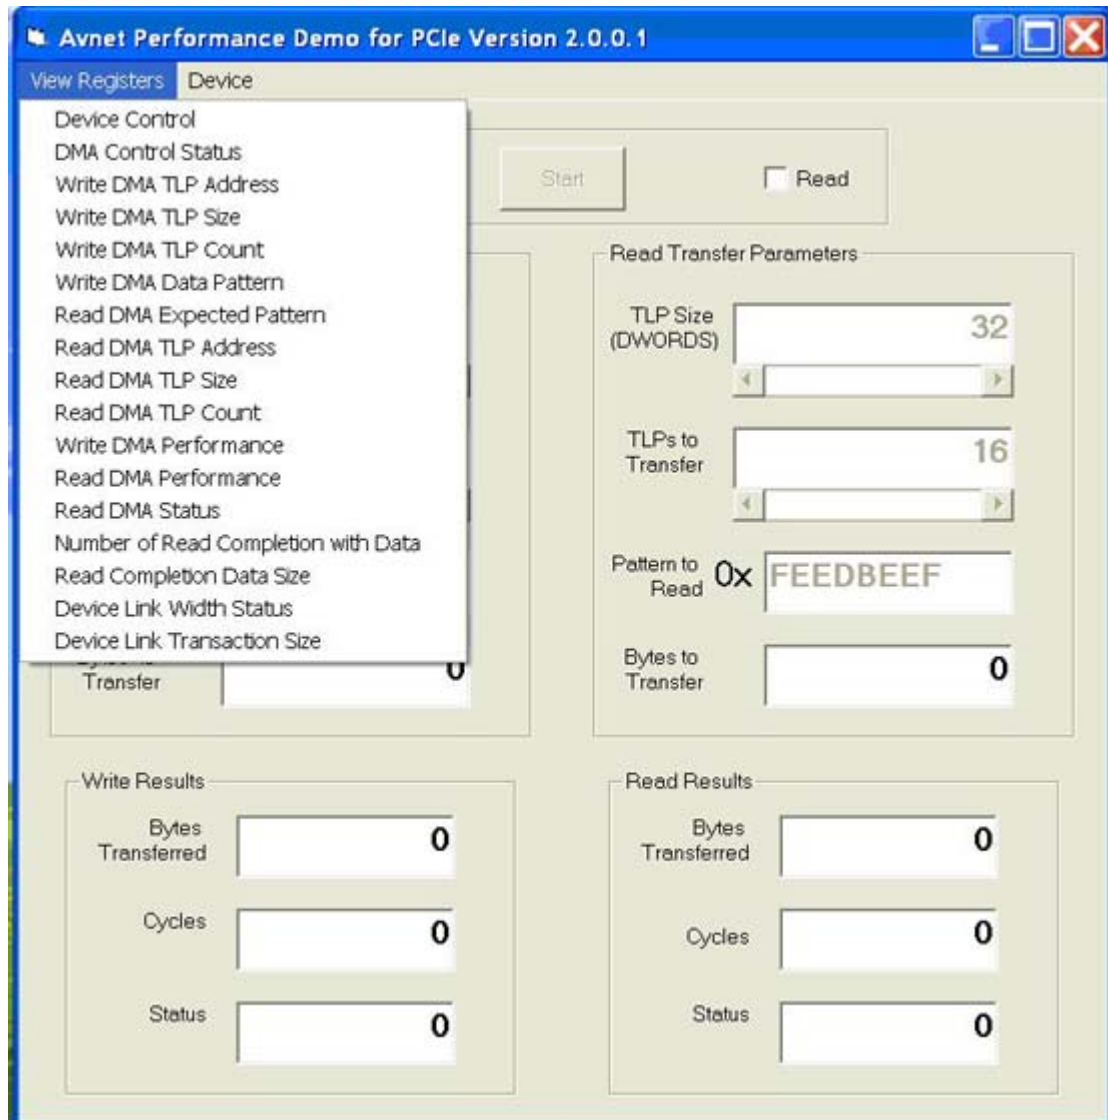 Avnet Performance Demo for PCIe Version 2.0.0.1
View Registers Device
Device Control
DMA Control Status
Write DMA TLP Address
Write DMA TLP Size
Write DMA TLP Count
Write DMA Data Pattern
Read DMA Expected Pattern
Read DMA TLP Address
Read DMA TLP Size
Read DMA TLP Count
Write DMA Performance
Read DMA Performance
Read DMA Status
Number of Read Completion with Data
Read Completion Data Size
Device Link Width Status
Device Link Transaction Size
Start
Read
Transfer
0
Read Transfer Parameters
TLP Size
(DWORDS)
32
TLPs to
Transfer
16
Pattern to
Read
0x FEEDBEEF
Bytes to
Transfer
0
Write Results
Bytes
Transferred
0
Cycles
0
Status
0
Read Results
Bytes
Transferred
0
Cycles
0
Status
0